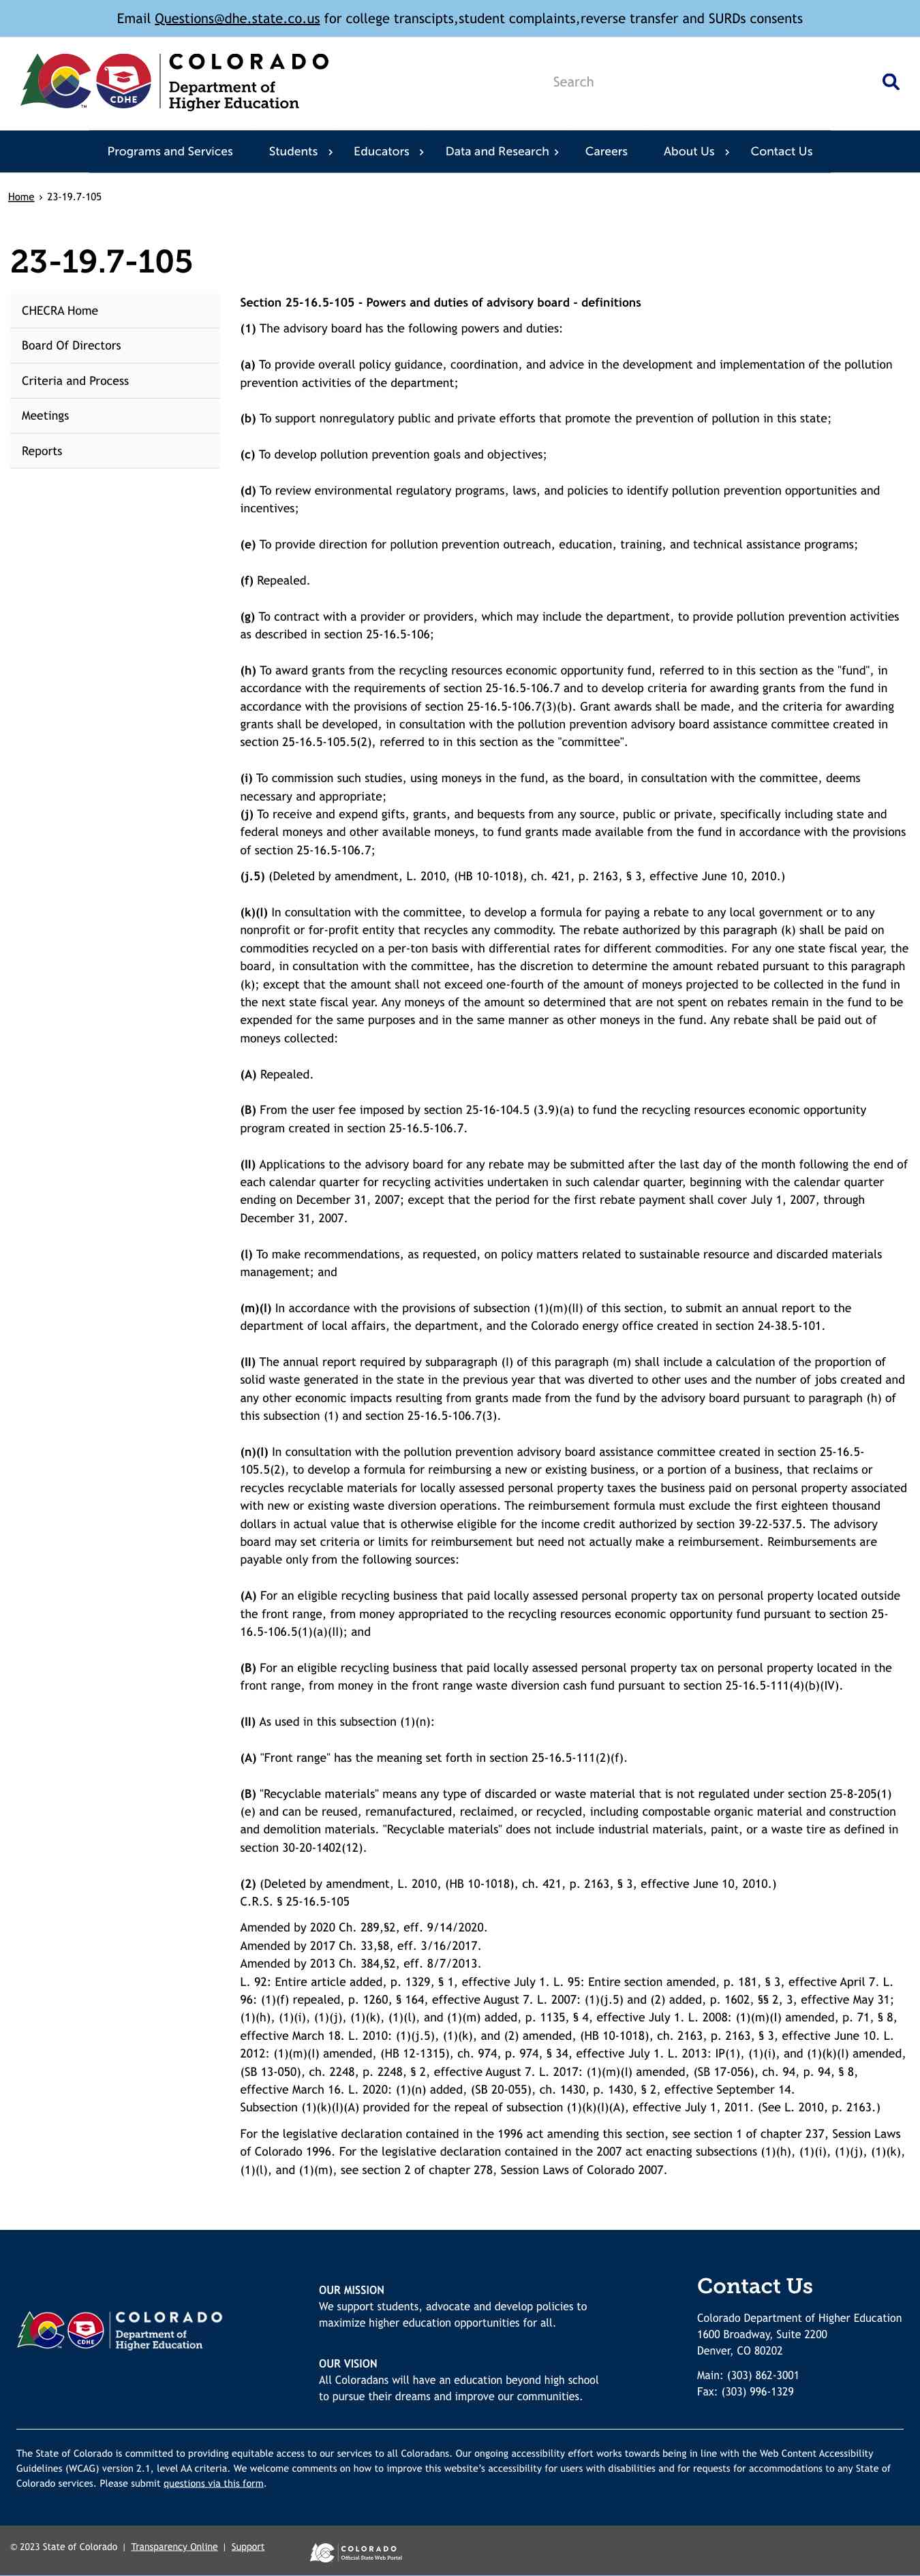 Email Questions@dhe.state.co.us for college transcipts,student complaints,reverse transfer and SURDs consents
COLORADO
Department of
Higher Education
CDHE
Search
Programs and Services
Students
Educators
Data and Research
Careers
About Us
Contact Us
Home › 23-19.7-105
23-19.7-105
CHECRA Home
Board Of Directors
Criteria and Process
Meetings
Reports
Section 25-16.5-105 - Powers and duties of advisory board - definitions
(1) The advisory board has the following powers and duties:
(a) To provide overall policy guidance, coordination, and advice in the development and implementation of the pollution
prevention activities of the department;
(b) To support nonregulatory public and private efforts that promote the prevention of pollution in this state;
(c) To develop pollution prevention goals and objectives;
(d) To review environmental regulatory programs, laws, and policies to identify pollution prevention opportunities and
incentives;
(e) To provide direction for pollution prevention outreach, education, training, and technical assistance programs;
(f) Repealed.
(g) To contract with a provider or providers, which may include the department, to provide pollution prevention activities
as described in section 25-16.5-106;
(h) To award grants from the recycling resources economic opportunity fund, referred to in this section as the "fund", in
accordance with the requirements of section 25-16.5-106.7 and to develop criteria for awarding grants from the fund in
accordance with the provisions of section 25-16.5-106.7(3)(b). Grant awards shall be made, and the criteria for awarding
grants shall be developed, in consultation with the pollution prevention advisory board assistance committee created in
section 25-16.5-105.5(2), referred to in this section as the "committee".
(i) To commission such studies, using moneys in the fund, as the board, in consultation with the committee, deems
necessary and appropriate;
(j) To receive and expend gifts, grants, and bequests from any source, public or private, specifically including state and
federal moneys and other available moneys, to fund grants made available from the fund in accordance with the provisions
of section 25-16.5-106.7;
(j.5) (Deleted by amendment, L. 2010, (HB 10-1018), ch. 421, p. 2163, § 3, effective June 10, 2010.)
(k)(I) In consultation with the committee, to develop a formula for paying a rebate to any local government or to any
nonprofit or for-profit entity that recycles any commodity. The rebate authorized by this paragraph (k) shall be paid on
commodities recycled on a per-ton basis with differential rates for different commodities. For any one state fiscal year, the
board, in consultation with the committee, has the discretion to determine the amount rebated pursuant to this paragraph
(k); except that the amount shall not exceed one-fourth of the amount of moneys projected to be collected in the fund in
the next state fiscal year. Any moneys of the amount so determined that are not spent on rebates remain in the fund to be
expended for the same purposes and in the same manner as other moneys in the fund. Any rebate shall be paid out of
moneys collected:
(A) Repealed.
(B) From the user fee imposed by section 25-16-104.5 (3.9)(a) to fund the recycling resources economic opportunity
program created in section 25-16.5-106.7.
(II) Applications to the advisory board for any rebate may be submitted after the last day of the month following the end of
each calendar quarter for recycling activities undertaken in such calendar quarter, beginning with the calendar quarter
ending on December 31, 2007; except that the period for the first rebate payment shall cover July 1, 2007, through
December 31, 2007.
(l) To make recommendations, as requested, on policy matters related to sustainable resource and discarded materials
management; and
(m)(I) In accordance with the provisions of subsection (1)(m)(II) of this section, to submit an annual report to the
department of local affairs, the department, and the Colorado energy office created in section 24-38.5-101.
(II) The annual report required by subparagraph (I) of this paragraph (m) shall include a calculation of the proportion of
solid waste generated in the state in the previous year that was diverted to other uses and the number of jobs created and
any other economic impacts resulting from grants made from the fund by the advisory board pursuant to paragraph (h) of
this subsection (1) and section 25-16.5-106.7(3).
(n)(I) In consultation with the pollution prevention advisory board assistance committee created in section 25-16.5-
105.5(2), to develop a formula for reimbursing a new or existing business, or a portion of a business, that reclaims or
recycles recyclable materials for locally assessed personal property taxes the business paid on personal property associated
with new or existing waste diversion operations. The reimbursement formula must exclude the first eighteen thousand
dollars in actual value that is otherwise eligible for the income credit authorized by section 39-22-537.5. The advisory
board may set criteria or limits for reimbursement but need not actually make a reimbursement. Reimbursements are
payable only from the following sources:
(A) For an eligible recycling business that paid locally assessed personal property tax on personal property located outside
the front range, from money appropriated to the recycling resources economic opportunity fund pursuant to section 25-
16.5-106.5(1)(a)(II); and
(B) For an eligible recycling business that paid locally assessed personal property tax on personal property located in the
front range, from money in the front range waste diversion cash fund pursuant to section 25-16.5-111(4)(b)(IV).
(II) As used in this subsection (1)(n):
(A) "Front range" has the meaning set forth in section 25-16.5-111(2)(f).
(B) "Recyclable materials" means any type of discarded or waste material that is not regulated under section 25-8-205(1)
(e) and can be reused, remanufactured, reclaimed, or recycled, including compostable organic material and construction
and demolition materials. "Recyclable materials" does not include industrial materials, paint, or a waste tire as defined in
section 30-20-1402(12).
(2) (Deleted by amendment, L. 2010, (HB 10-1018), ch. 421, p. 2163, § 3, effective June 10, 2010.)
C.R.S. § 25-16.5-105
Amended by 2020 Ch. 289,§2, eff. 9/14/2020.
Amended by 2017 Ch. 33,§8, eff. 3/16/2017.
Amended by 2013 Ch. 384,§2, eff. 8/7/2013.
L. 92: Entire article added, p. 1329, § 1, effective July 1. L. 95: Entire section amended, p. 181, § 3, effective April 7. L.
96: (1)(f) repealed, p. 1260, § 164, effective August 7. L. 2007: (1)(j.5) and (2) added, p. 1602, §§ 2, 3, effective May 31;
(1)(h), (1)(i), (1)(j), (1)(k), (1)(l), and (1)(m) added, p. 1135, § 4, effective July 1. L. 2008: (1)(m)(I) amended, p. 71, § 8,
effective March 18. L. 2010: (1)(j.5), (1)(k), and (2) amended, (HB 10-1018), ch. 2163, p. 2163, § 3, effective June 10. L.
2012: (1)(m)(I) amended, (HB 12-1315), ch. 974, p. 974, § 34, effective July 1. L. 2013: IP(1), (1)(i), and (1)(k)(I) amended,
(SB 13-050), ch. 2248, p. 2248, § 2, effective August 7. L. 2017: (1)(m)(I) amended, (SB 17-056), ch. 94, p. 94, § 8,
effective March 16. L. 2020: (1)(n) added, (SB 20-055), ch. 1430, p. 1430, § 2, effective September 14.
Subsection (1)(k)(I)(A) provided for the repeal of subsection (1)(k)(I)(A), effective July 1, 2011. (See L. 2010, p. 2163.)
For the legislative declaration contained in the 1996 act amending this section, see section 1 of chapter 237, Session Laws
of Colorado 1996. For the legislative declaration contained in the 2007 act enacting subsections (1)(h), (1)(i), (1)(j), (1)(k),
(1)(l), and (1)(m), see section 2 of chapter 278, Session Laws of Colorado 2007.
COLORADO
Department of
Higher Education
CDHE
OUR MISSION
We support students, advocate and develop policies to
maximize higher education opportunities for all.
OUR VISION
All Coloradans will have an education beyond high school
to pursue their dreams and improve our communities.
Contact Us
Colorado Department of Higher Education
1600 Broadway, Suite 2200
Denver, CO 80202
Main: (303) 862-3001
Fax: (303) 996-1329
The State of Colorado is committed to providing equitable access to our services to all Coloradans. Our ongoing accessibility effort works towards being in line with the Web Content Accessibility
Guidelines (WCAG) version 2.1, level AA criteria. We welcome comments on how to improve this website's accessibility for users with disabilities and for requests for accommodations to any State of
Colorado services. Please submit questions via this form.
© 2023 State of Colorado | Transparency Online | Support
COLORADO
Official State Web Portal